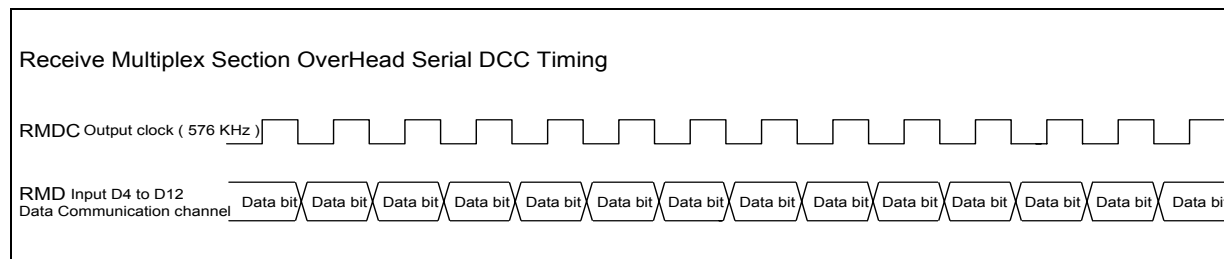 Receive Multiplex Section OverHead Serial DCC Timing
RMDC Output clock ( 576 KHz )
RMD Input D4 to D12
Data Communication channel
Data bit Data bit Data bit Data bit Data bit Data bit Data bit Data bit Data bit Data bit Data bit Data bit Data bit Data bit